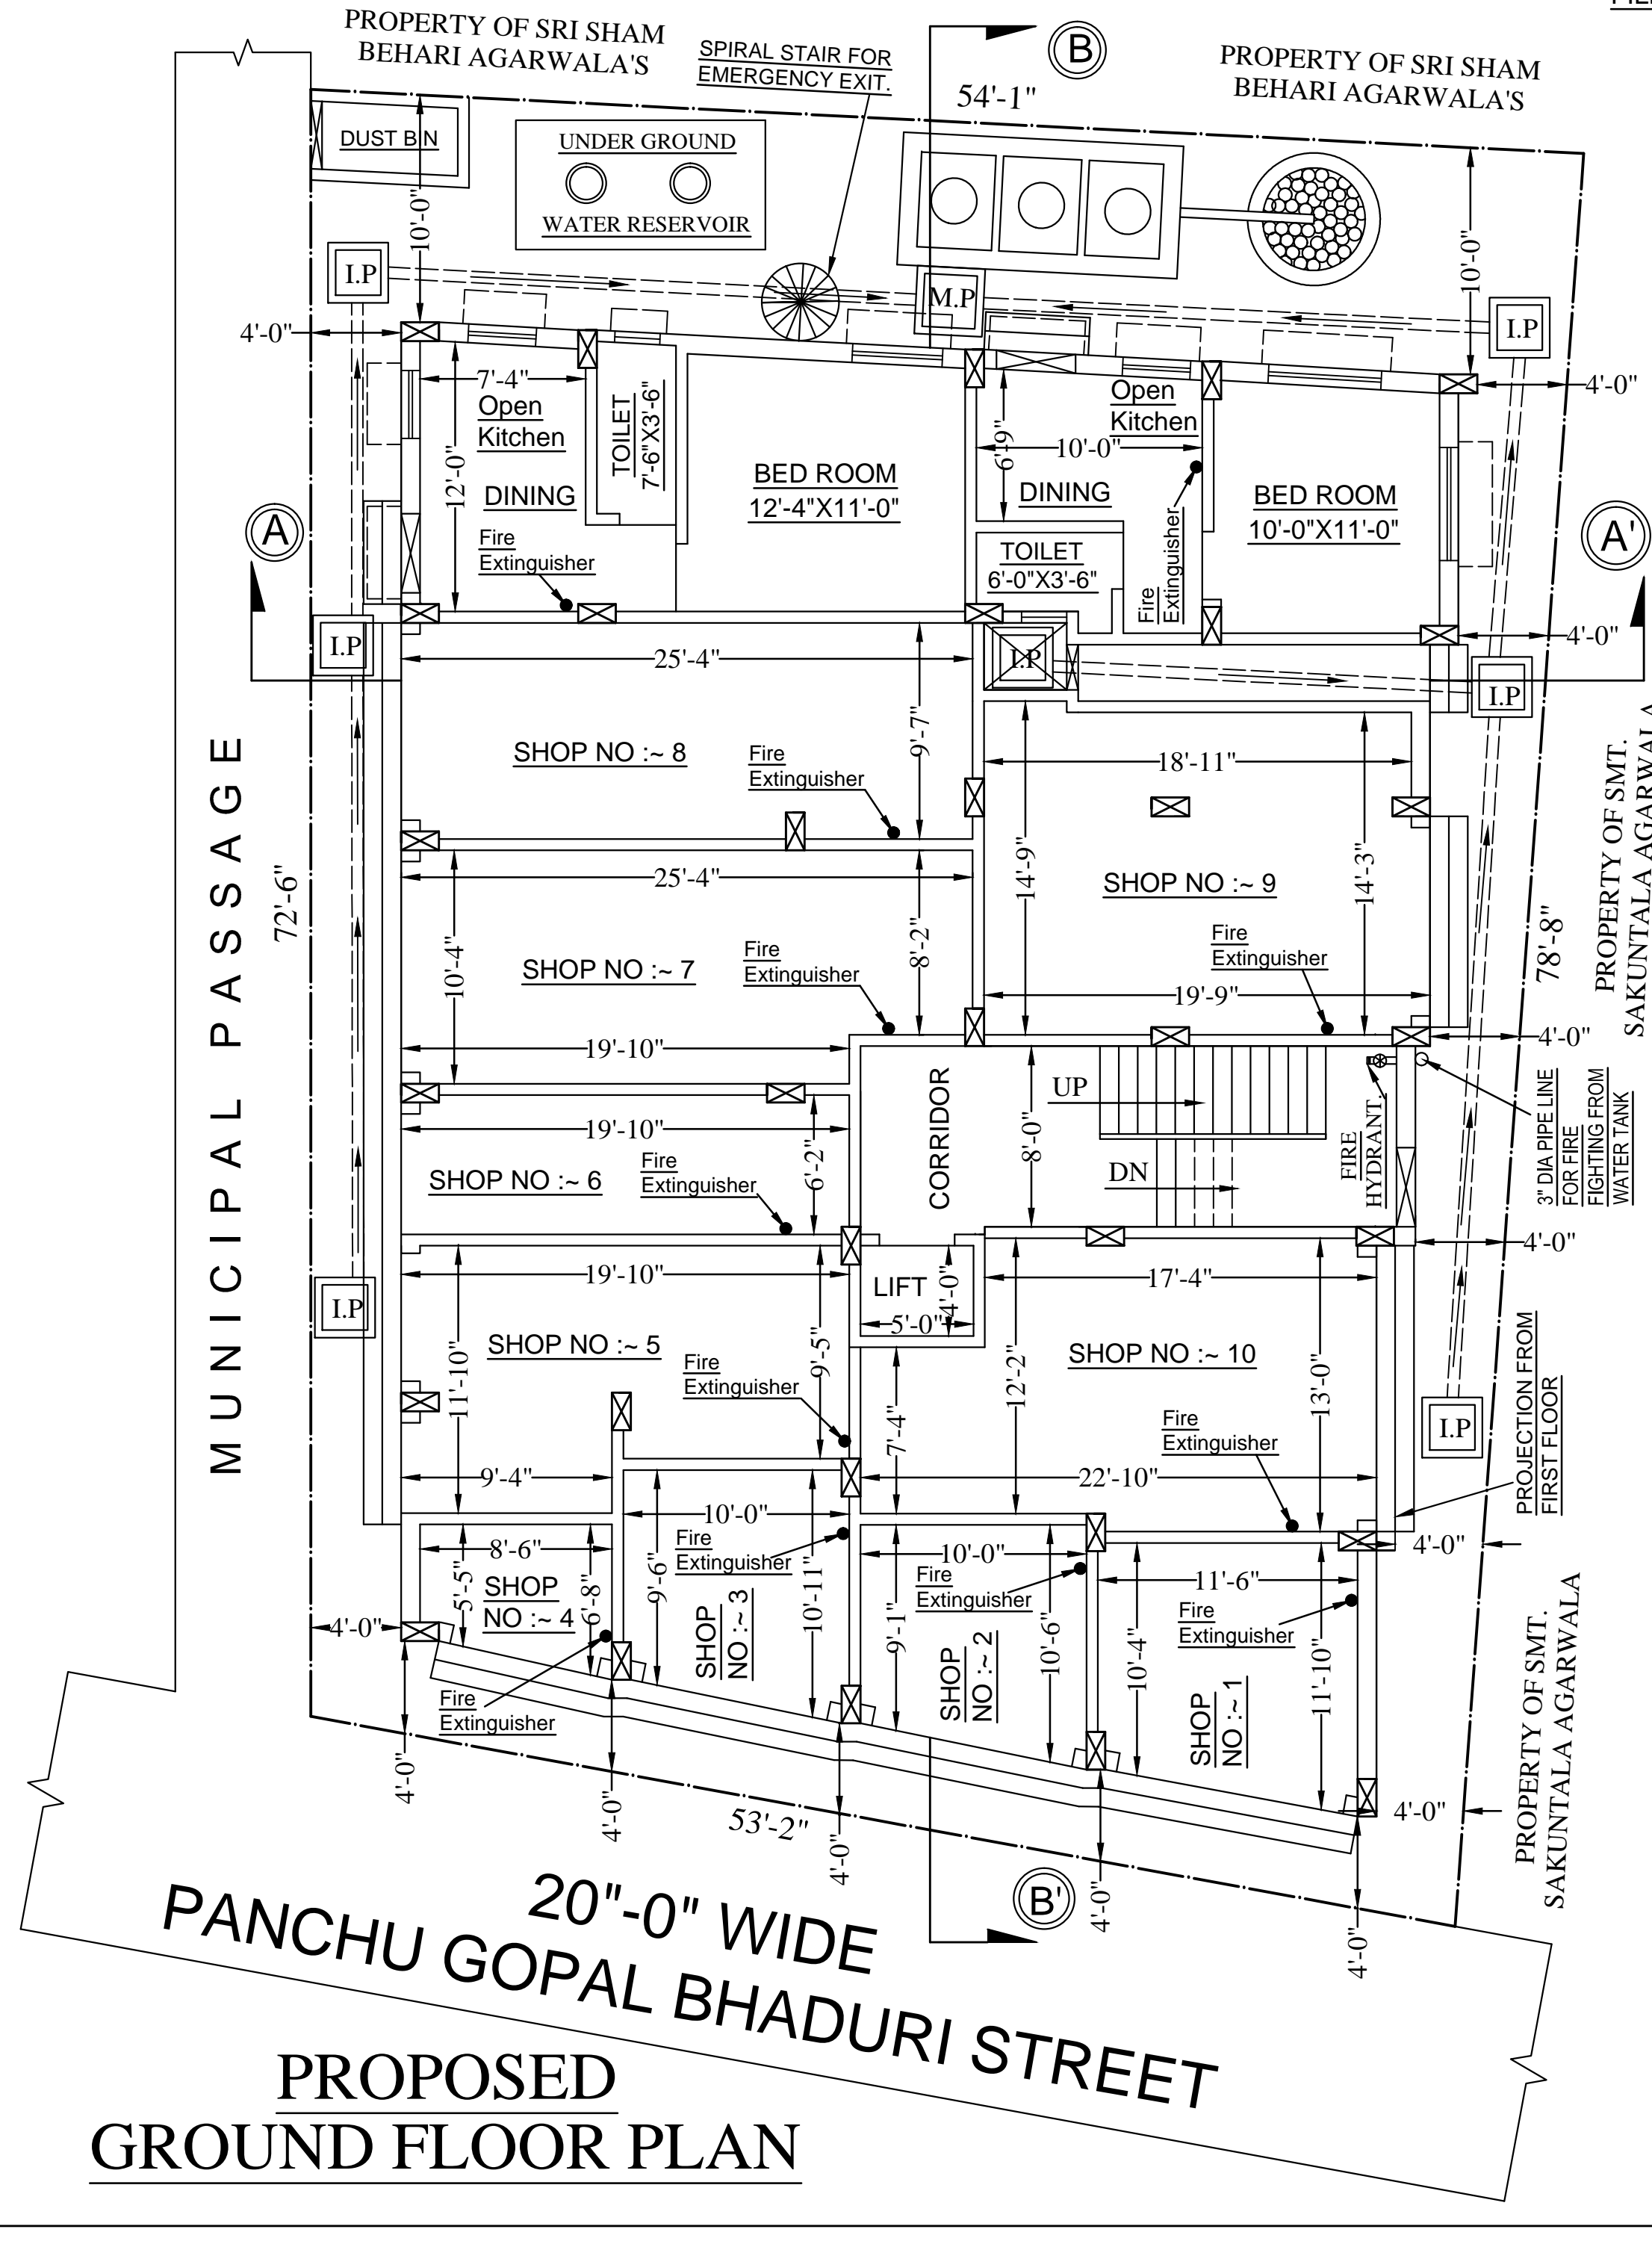 PROPERTY OF SRI SHAM
BEHARI AGARWALA'S
SPIRAL STAIR FOR
EMERGENCY EXIT.
B
54'-1"
PROPERTY OF SRI SHAM
BEHARI AGARWALA'S
DUST BIN
UNDER GROUND
WATER RESERVOIR
10'-0"
10'-0"
I.P
M.P
I.P
4'-0"
4'-0"
7'-4"
Open
Kitchen
12'-0"
DINING
TOILET
7'-6"X3'-6"
BED ROOM
12'-4"X11'-0"
6'-9"
Open
Kitchen
10'-0"
DINING
BED ROOM
10'-0"X11'-0"
A
A'
Fire
Extinguisher
TOILET
6'-0"X3'-6"
Fire
Extinguisher
I.P
4'-0"
25'-4"
I.P
I.P
9'-7"
SHOP NO :~ 8
Fire
Extinguisher
18'-11"
MUNICIPAL PASSAGE
72'-6"
25'-4"
14'-9"
14'-3"
SHOP NO :~ 9
PROPERTY OF SMT.
SAKUNTALA AGARWALA
78'-8"
10'-4"
8'-2"
SHOP NO :~ 7
Fire
Extinguisher
Fire
Extinguisher
19'-9"
19'-10"
4'-0"
CORRIDOR
8'-0"
UP
DN
FIRE
HYDRANT.
3" DIA PIPE LINE
FOR FIRE
FIGHTING FROM
WATER TANK
19'-10"
6'-2"
SHOP NO :~ 6
Fire
Extinguisher
4'-0"
19'-10"
LIFT
4'-0"
5'-0"
17'-4"
I.P
11'-10"
SHOP NO :~ 5
9'-5"
Fire
Extinguisher
12'-2"
SHOP NO :~ 10
13'-0"
7'-4"
Fire
Extinguisher
I.P
PROJECTION FROM
FIRST FLOOR
9'-4"
22'-10"
10'-0"
8'-6"
5'-5"
SHOP
NO :~ 4
6'-8"
9'-6"
Fire
Extinguisher
10'-11"
SHOP
NO :~ 3
10'-0"
Fire
Extinguisher
9'-1"
SHOP
NO :~ 2
10'-6"
4'-0"
11'-6"
10'-4"
Fire
Extinguisher
11'-10"
SHOP
NO :~ 1
4'-0"
Fire
Extinguisher
PROPERTY OF SMT.
SAKUNTALA AGARWALA
4'-0"
4'-0"
4'-0"
53'-2"
4'-0"
4'-0"
4'-0"
B'
20"-0" WIDE
PANCHU GOPAL BHADURI STREET
PROPOSED
GROUND FLOOR PLAN